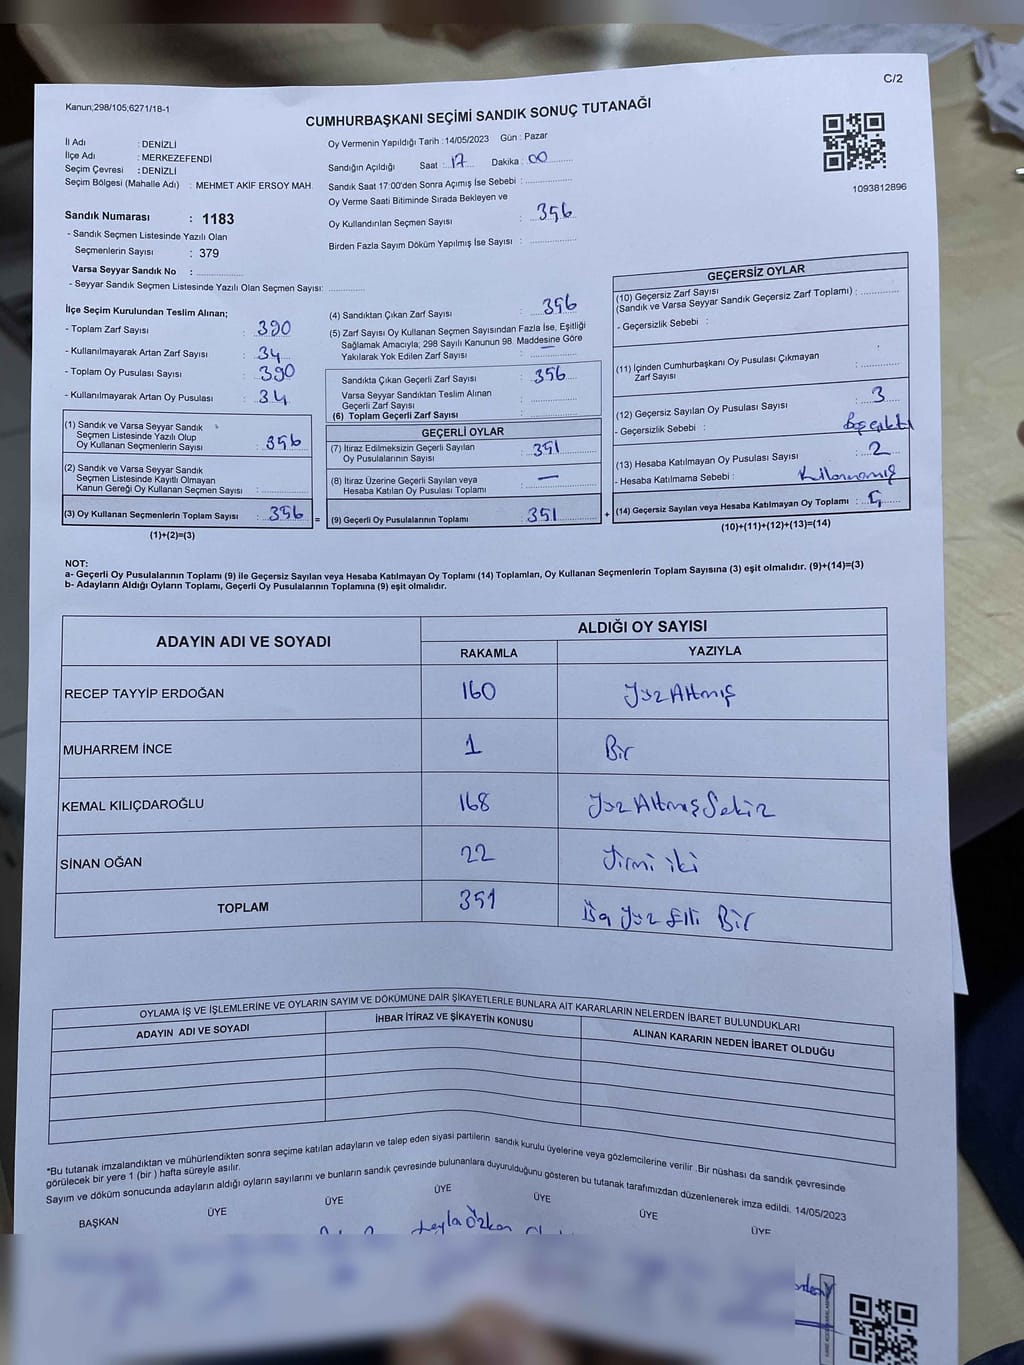 C/2
Kanun,298/105;6271/18-1
CUMHURBAŞKANI SEÇİMİ SANDIK SONUÇ TUTANAĞI
İl Adı : DENİZLİ
İlçe Adı : MERKEZEFENDİ
Seçim Çevresi : DENİZLİ
Seçim Bölgesi (Mahalle Adı) : MEHMET AKİF ERSOY MAH
Sandık Numarası : 1183
- Sandık Seçmen Listesinde Yazılı Olan
Seçmenlerin Sayısı : 379
Varsa Seyyar Sandık No :
- Seyyar Sandık Seçmen Listesinde Yazılı Olan Seçmen Sayısı:
Oy Vermenin Yapıldığı Tarih : 14/05/2023 Gün : Pazar
Sandığın Açıldığı Saat : 17 Dakika : 00
Sandık Saat 17:00'den Sonra Açımış İse Sebebi :
Oy Verme Saati Bitiminde Sırada Bekleyen ve
Oy Kullandırılan Seçmen Sayısı : 356
Birden Fazla Sayım Döküm Yapılmış İse Sayısı :
1093812896
İlçe Seçim Kurulundan Teslim Alınan;
- Toplam Zarf Sayısı : 390
- Kullanılmayarak Artan Zarf Sayısı : 34
- Toplam Oy Pusulası Sayısı : 390
- Kullanılmayarak Artan Oy Pusulası : 34
(1) Sandık ve Varsa Seyyar Sandık
Seçmen Listesinde Yazılı Olup
Oy Kullanan Seçmenlerin Sayısı : 356
(2) Sandık ve Varsa Seyyar Sandık
Seçmen Listesinde Kayıtlı Olmayan
Kanun Gereği Oy Kullanan Seçmen Sayısı :
(3) Oy Kullanan Seçmenlerin Toplam Sayısı : 356 =
(1)+(2)=(3)
(4) Sandıktan Çıkan Zarf Sayısı : 356
(5) Zarf Sayısı Oy Kullanan Seçmen Sayısından Fazla İse, Eşitliği
Sağlamak Amacıyla; 298 Sayılı Kanunun 98. Maddesine Göre
Yakılarak Yok Edilen Zarf Sayısı : —
Sandıkta Çıkan Geçerli Zarf Sayısı : 356
Varsa Seyyar Sandıktan Teslim Alınan
Geçerli Zarf Sayısı :
(6) Toplam Geçerli Zarf Sayısı :
GEÇERLİ OYLAR
(7) İtiraz Edilmeksizin Geçerli Sayılan
Oy Pusulalarının Sayısı : 351
(8) İtiraz Üzerine Geçerli Sayılan veya
Hesaba Katılan Oy Pusulası Toplamı : —
(9) Geçerli Oy Pusulalarının Toplamı : 351 +
GEÇERSİZ OYLAR
(10) Geçersiz Zarf Sayısı
(Sandık ve Varsa Seyyar Sandık Geçersiz Zarf Toplamı) :
- Geçersizlik Sebebi :
(11) İçinden Cumhurbaşkanı Oy Pusulası Çıkmayan
Zarf Sayısı :
(12) Geçersiz Sayılan Oy Pusulası Sayısı : 3
- Geçersizlik Sebebi : Boş çıktı
(13) Hesaba Katılmayan Oy Pusulası Sayısı : 2
- Hesaba Katılmama Sebebi : Kullanmamış
(14) Geçersiz Sayılan veya Hesaba Katılmayan Oy Toplamı : 5
(10)+(11)+(12)+(13)=(14)
NOT:
a- Geçerli Oy Pusulalarının Toplamı (9) ile Geçersiz Sayılan veya Hesaba Katılmayan Oy Toplamı (14) Toplamları, Oy Kullanan Seçmenlerin Toplam Sayısına (3) eşit olmalıdır. (9)+(14)=(3)
b- Adayların Aldığı Oyların Toplamı, Geçerli Oy Pusulalarının Toplamına (9) eşit olmalıdır.
ADAYIN ADI VE SOYADI
ALDIĞI OY SAYISI
RAKAMLA YAZIYLA
RECEP TAYYİP ERDOĞAN 160 Yüz Altmış
MUHARREM İNCE 1 Bir
KEMAL KILIÇDAROĞLU 168 Yüz Altmış Sekiz
SİNAN OĞAN 22 Yirmi iki
TOPLAM 351 Üç Yüz Elli Bir
OYLAMA İŞ VE İŞLEMLERİNE VE OYLARIN SAYIM VE DÖKÜMÜNE DAİR ŞİKAYETLERLE BUNLARA AİT KARARLARIN NELERDEN İBARET BULUNDUKLARI
ADAYIN ADI VE SOYADI İHBAR İTİRAZ VE ŞİKAYETİN KONUSU ALINAN KARARIN NEDEN İBARET OLDUĞU
*Bu tutanak imzalandıktan ve mühürlendikten sonra seçime katılan adayların ve talep eden siyasi partilerin sandık kurulu üyelerine veya gözlemcilerine verilir .Bir nüshası da sandık çevresinde
görülecek bir yere 1 (bir ) hafta süreyle asılır.
Sayım ve döküm sonucunda adayların aldığı oyların sayılarını ve bunların sandık çevresinde bulunanlara duyurulduğunu gösteren bu tutanak tarafımızdan düzenlenerek imza edildi. 14/05/2023
BAŞKAN ÜYE ÜYE ÜYE ÜYE ÜYE ÜYE
Leyla Özkan